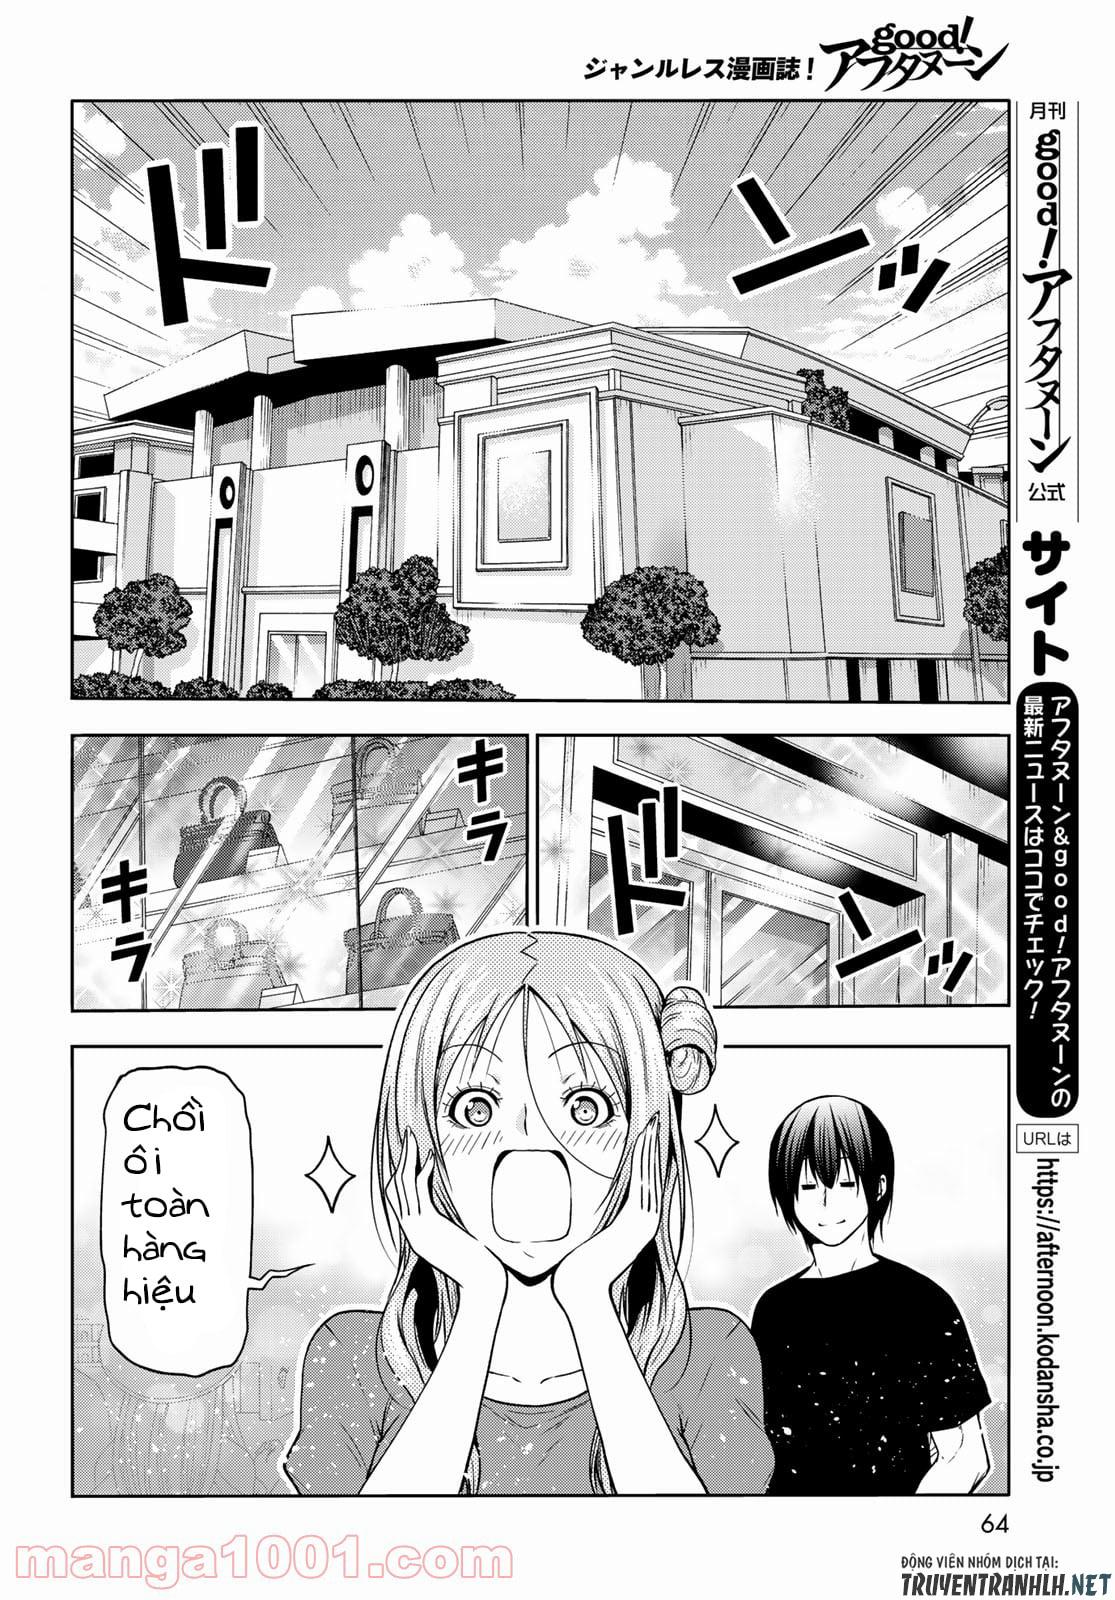 ジャンルレス漫画誌!
good!アフタヌーン
月刊
good!アフタヌーン
公式
サイト
アフタヌーン&good!アフタヌーンの
最新ニュースはココでチェック!
URLは
https://afternoon.kodansha.co.jp
ドンッ
ドンッ
キラ
キラ
Chồi
ôi
toàn
hàng
hiệu
64
manga1001.com
ĐỘNG VIÊN NHÓM DỊCH TẠI:
TRUYENTRANHLH.NET